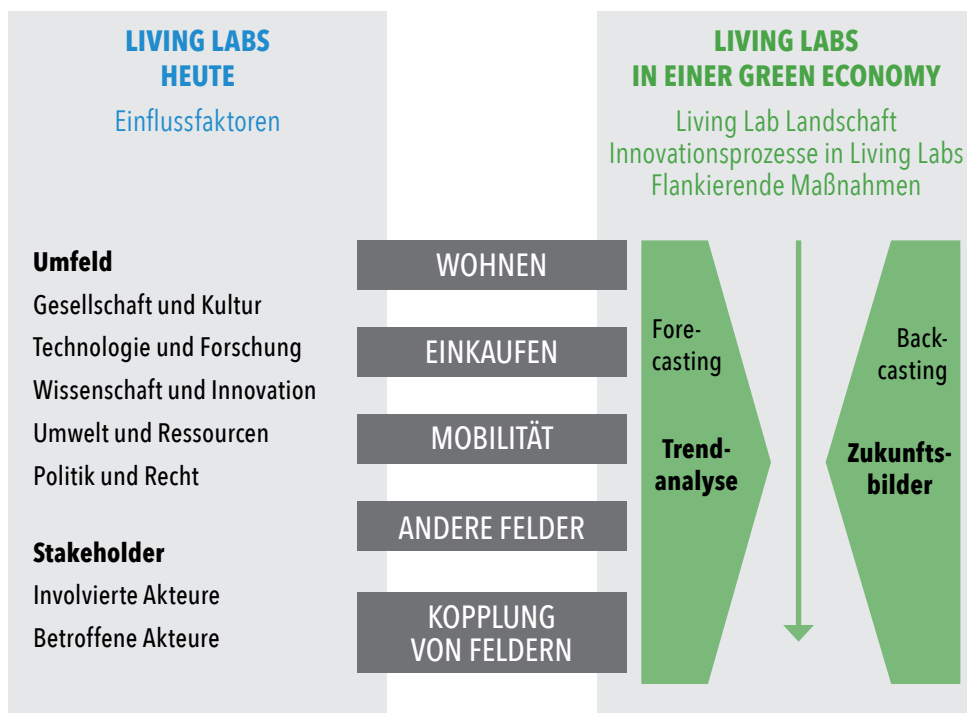 LIVING LABS
HEUTE
Einflussfaktoren
Umfeld
Gesellschaft und Kultur
Technologie und Forschung
Wissenschaft und Innovation
Umwelt und Ressourcen
Politik und Recht
Stakeholder
Involvierte Akteure
Betroffene Akteure
WOHNEN
EINKAUFEN
MOBILITÄT
ANDERE FELDER
KOPPLUNG
VON FELDERN
LIVING LABS
IN EINER GREEN ECONOMY
Living Lab Landschaft
Innovationsprozesse in Living Labs
Flankierende Maßnahmen
Fore-
casting
Trend-
analyse
Back-
casting
Zukunfts-
bilder